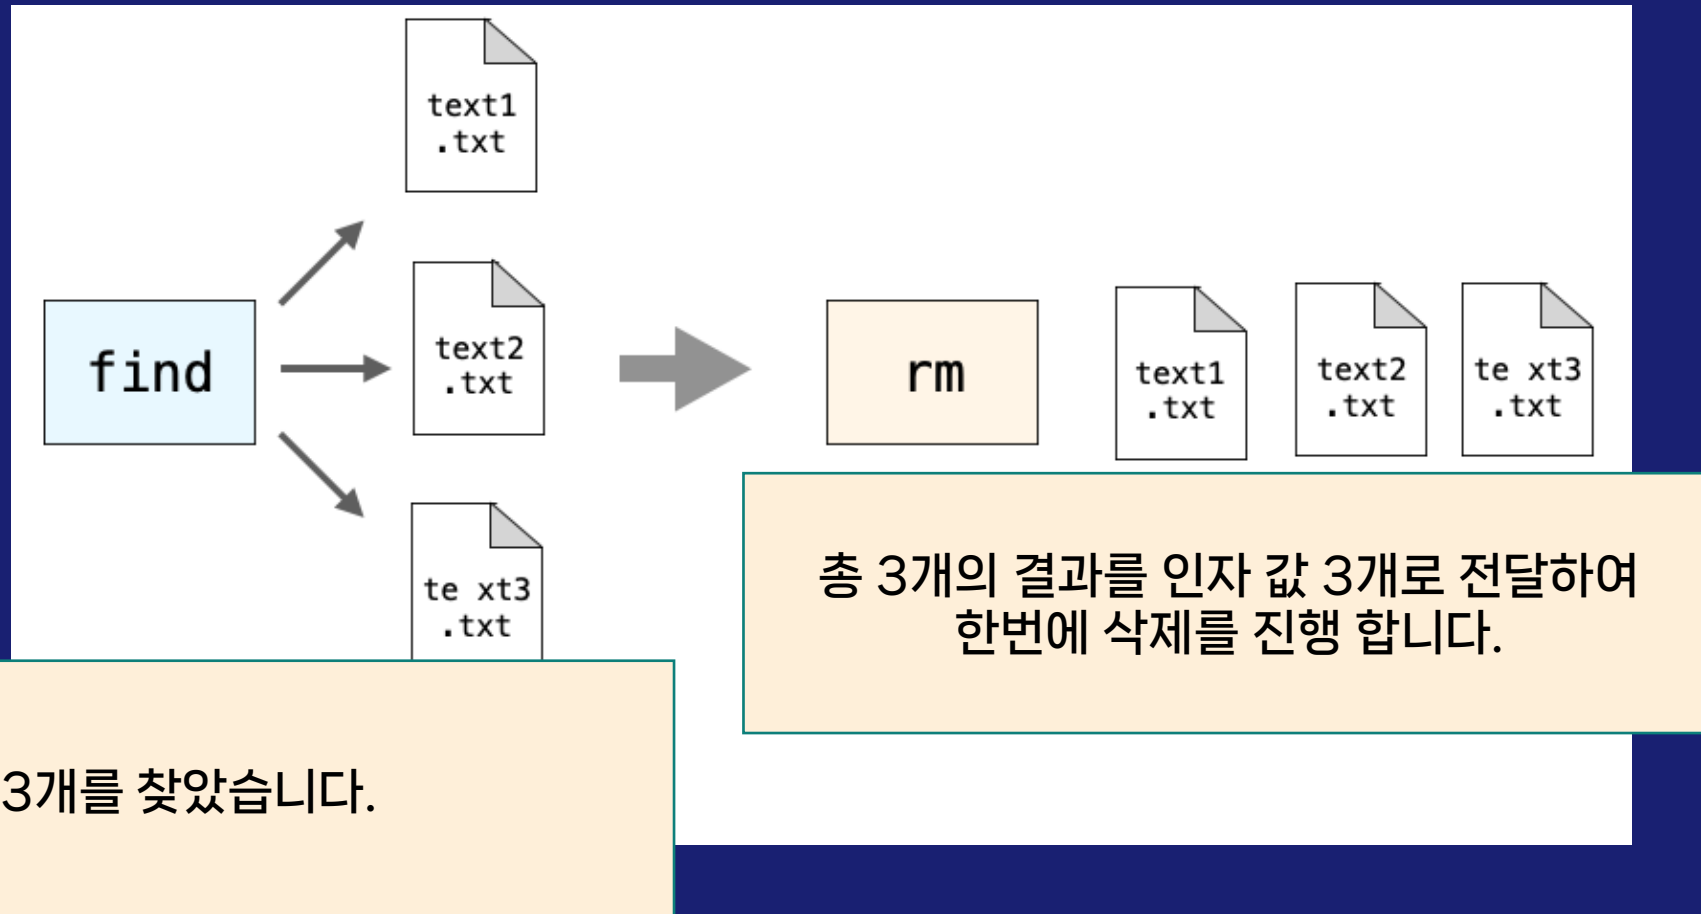 text1
.txt
find
text2
.txt
te xt3
.txt
rm
text1
.txt
text2
.txt
te xt3
.txt
총 3개의 결과를 인자 값 3개로 전달하여
한번에 삭제를 진행 합니다.
3개를 찾았습니다.